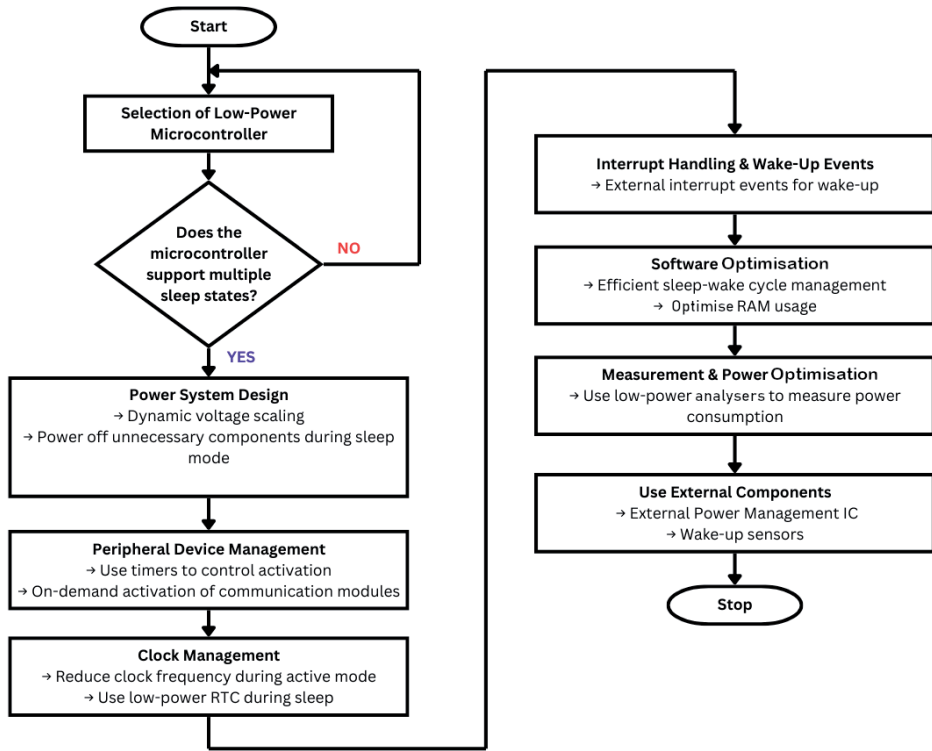 Start
Selection of Low-Power
Microcontroller
Does the
microcontroller
support multiple
sleep states?
NO
YES
Power System Design
→ Dynamic voltage scaling
→ Power off unnecessary components during sleep
mode
Peripheral Device Management
→ Use timers to control activation
→ On-demand activation of communication modules
Clock Management
→ Reduce clock frequency during active mode
→ Use low-power RTC during sleep
Interrupt Handling & Wake-Up Events
→ External interrupt events for wake-up
Software Optimisation
→ Efficient sleep-wake cycle management
→ Optimise RAM usage
Measurement & Power Optimisation
→ Use low-power analysers to measure power
consumption
Use External Components
→ External Power Management IC
→ Wake-up sensors
Stop